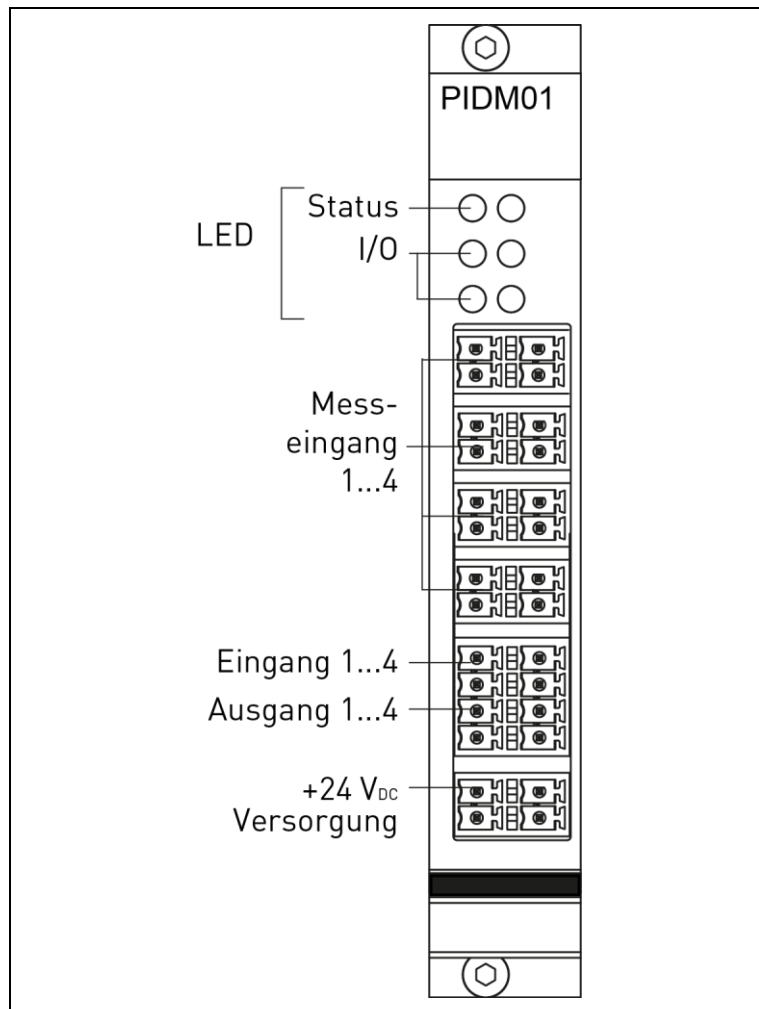 PIDM01
Status
LED
I/O
Mess-
eingang
1...4
Eingang 1...4
Ausgang 1...4
+24 VDC
Versorgung